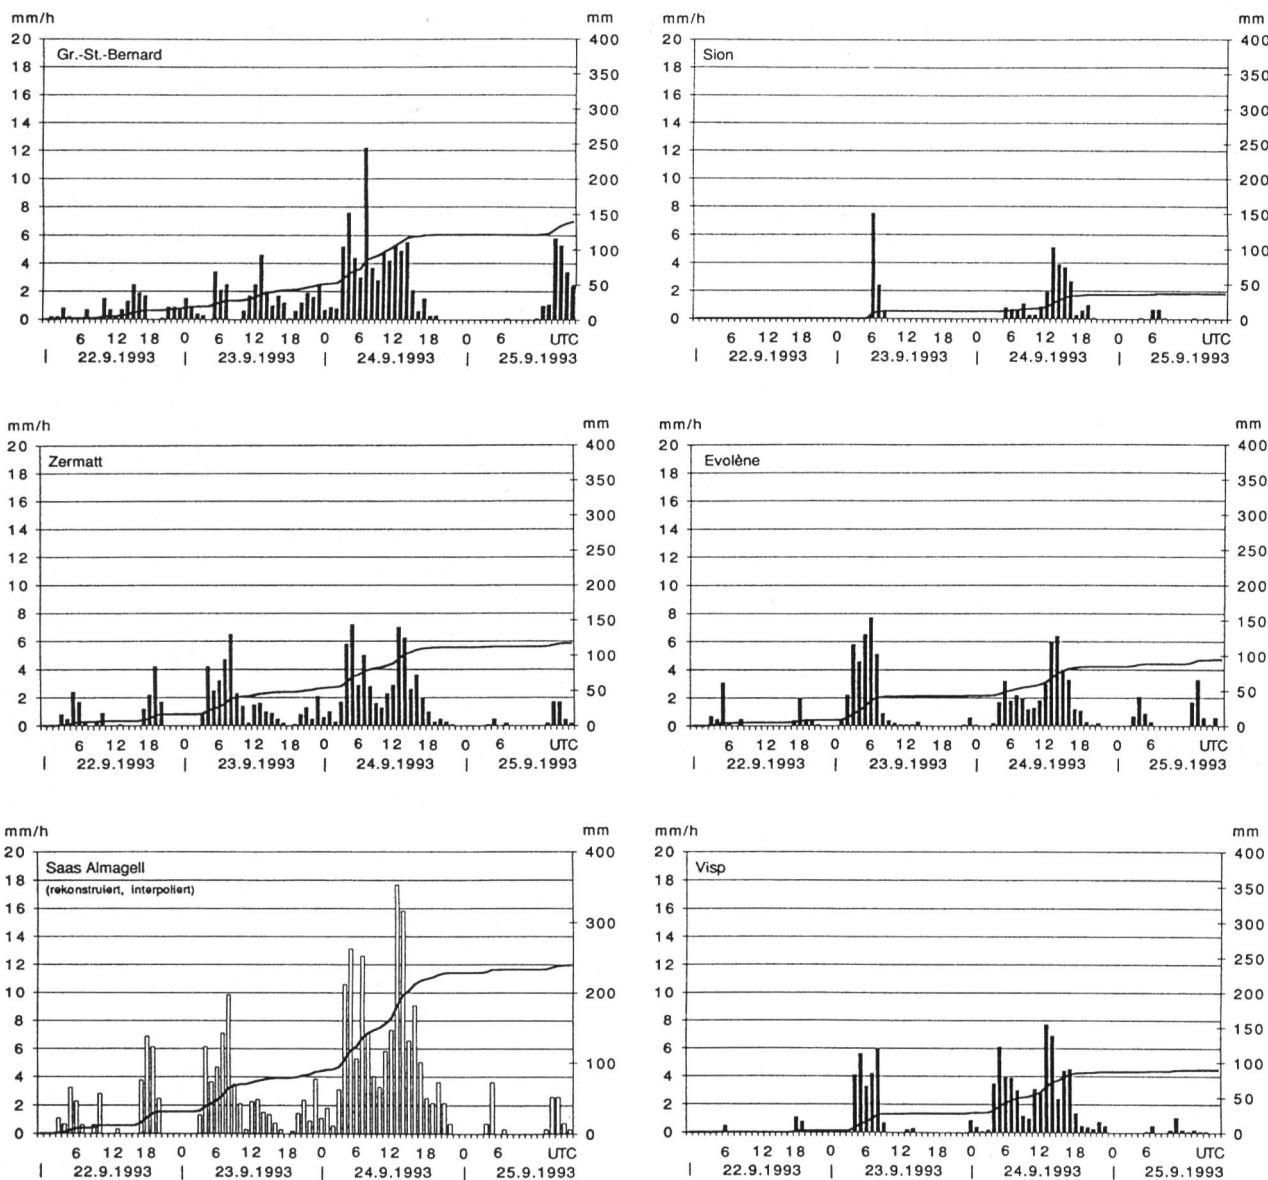 mm/h mm
20 400
Gr.-St.-Bernard
18 350
16
14 300
12 250
10 200
8
6 150
4 100
2 50
0 0
6 12 18 0 6 12 18 0 6 12 18 0 6 UTC
| 22.9.1993 | 23.9.1993 | 24.9.1993 | 25.9.1993
mm/h mm
20 400
Sion
18 350
16
14 300
12 250
10 200
8
6 150
4 100
2 50
0 0
6 12 18 0 6 12 18 0 6 12 18 0 6 UTC
| 22.9.1993 | 23.9.1993 | 24.9.1993 | 25.9.1993
mm/h mm
20 400
Zermatt
18 350
16
14 300
12 250
10 200
8
6 150
4 100
2 50
0 0
6 12 18 0 6 12 18 0 6 12 18 0 6 UTC
| 22.9.1993 | 23.9.1993 | 24.9.1993 | 25.9.1993
mm/h mm
20 400
Evolène
18 350
16
14 300
12 250
10 200
8
6 150
4 100
2 50
0 0
6 12 18 0 6 12 18 0 6 12 18 0 6 UTC
| 22.9.1993 | 23.9.1993 | 24.9.1993 | 25.9.1993
mm/h mm
20 400
Saas Almagell
18 350
(rekonstruiert, interpoliert)
16
14 300
12 250
10 200
8
6 150
4 100
2 50
0 0
6 12 18 0 6 12 18 0 6 12 18 0 6 UTC
| 22.9.1993 | 23.9.1993 | 24.9.1993 | 25.9.1993
mm/h mm
20 400
Visp
18 350
16
14 300
12 250
10 200
8
6 150
4 100
2 50
0 0
6 12 18 0 6 12 18 0 6 12 18 0 6 UTC
| 22.9.1993 | 23.9.1993 | 24.9.1993 | 25.9.1993